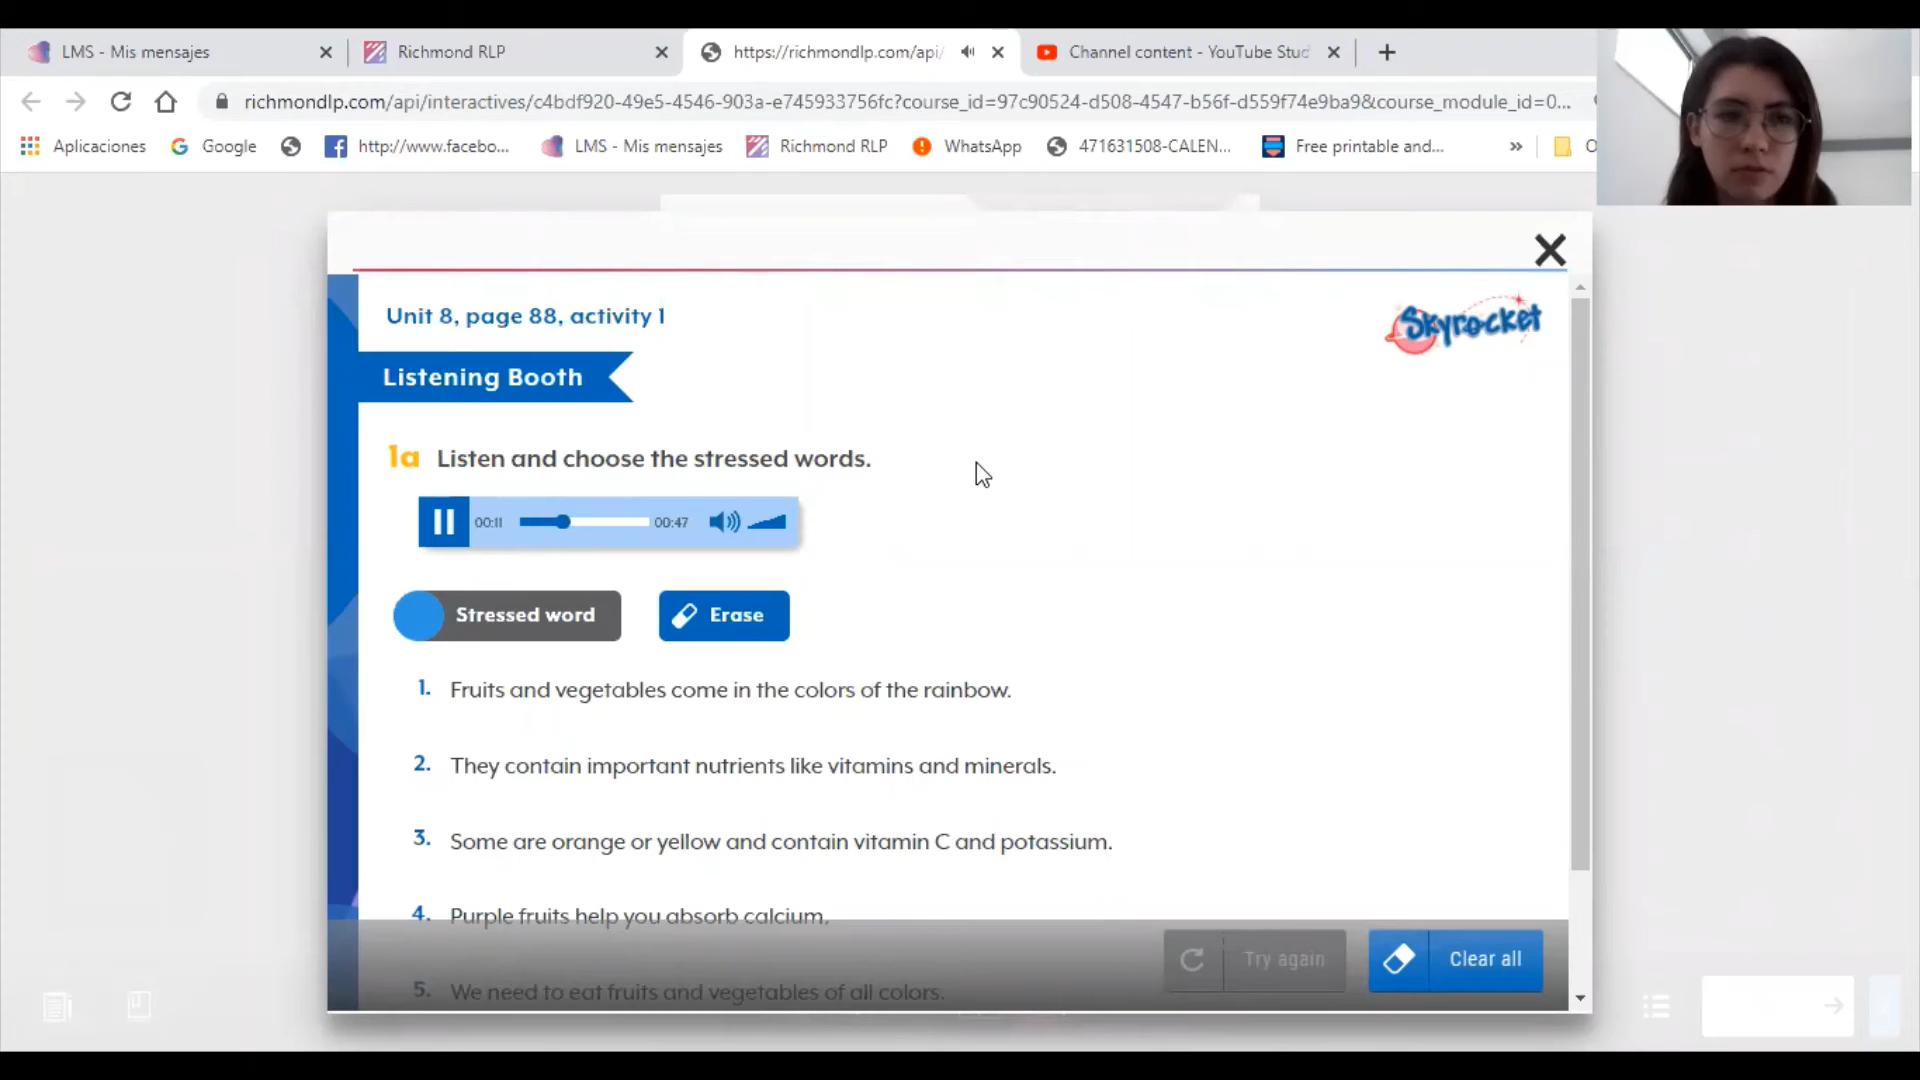 LMS - Mis mensajes
Richmond RLP
https://richmondlp.com/api/
Channel content - YouTube Stud
richmondlp.com/api/interactives/c4bdf920-49e5-4546-903a-e745933756fc?course_id=97c90524-d508-4547-b56f-d559f74e9ba9&course_module_id=0...
Aplicaciones
Google
http://www.facebo...
LMS - Mis mensajes
Richmond RLP
WhatsApp
471631508-CALEN...
Free printable and...
»
O
Unit 8, page 88, activity 1
Skyrocket
Listening Booth
1a Listen and choose the stressed words.
00:11
00:47
Stressed word
Erase
1. Fruits and vegetables come in the colors of the rainbow.
2. They contain important nutrients like vitamins and minerals.
3. Some are orange or yellow and contain vitamin C and potassium.
4. Purple fruits help you absorb calcium.
5. We need to eat fruits and vegetables of all colors.
Try again
Clear all